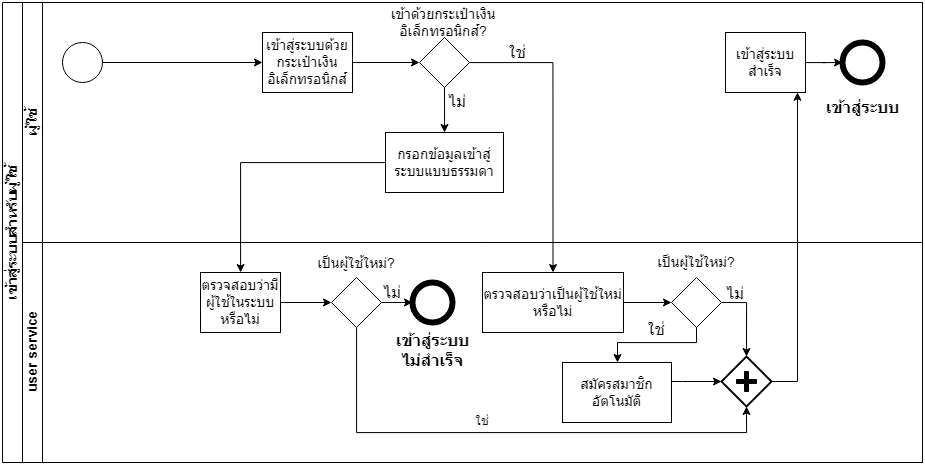 เข้าสู่ระบบสำหรับผู้ใช้
ผู้ใช้
เข้าสู่ระบบด้วย
กระเป๋าเงิน
อิเล็กทรอนิกส์
เข้าด้วยกระเป๋าเงิน
อิเล็กทรอนิกส์?
ใช่
ไม่
กรอกข้อมูลเข้าสู่
ระบบแบบธรรมดา
เข้าสู่ระบบ
สำเร็จ
เข้าสู่ระบบ
user service
ตรวจสอบว่ามี
ผู้ใช้ในระบบ
หรือไม่
เป็นผู้ใช้ใหม่?
ไม่
เข้าสู่ระบบ
ไม่สำเร็จ
ใช่
ตรวจสอบว่าเป็นผู้ใช้ใหม่
หรือไม่
เป็นผู้ใช้ใหม่?
ไม่
ใช่
สมัครสมาชิก
อัตโนมัติ